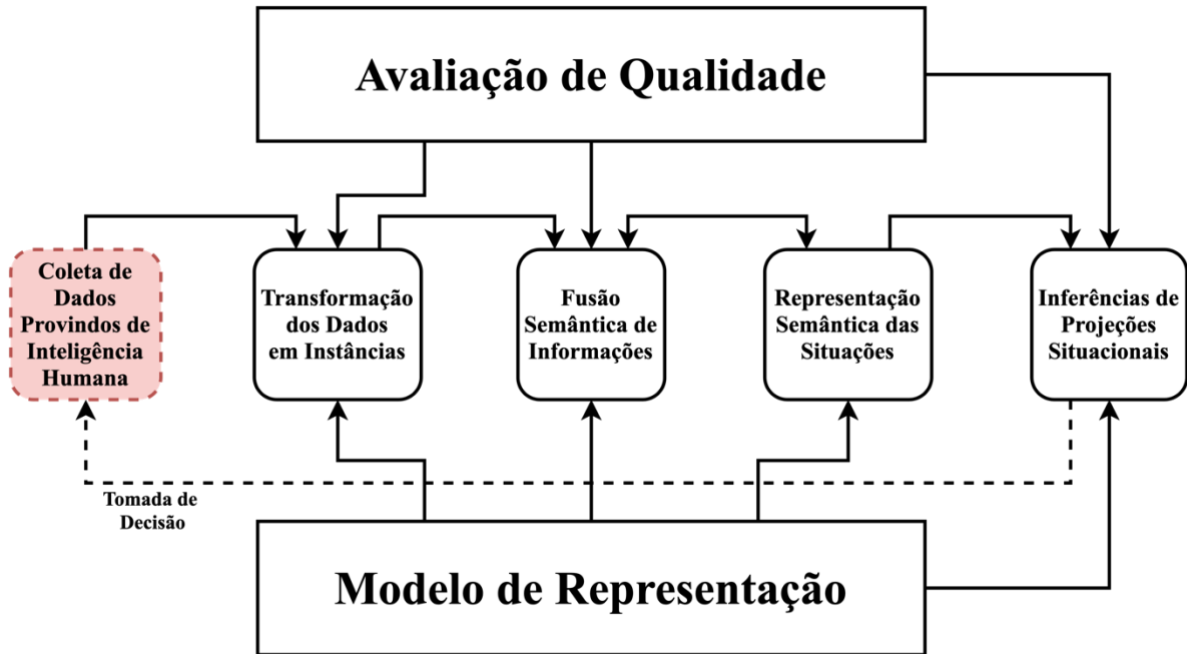 Avaliação de Qualidade
Coleta de
Dados
Provindos de
Inteligência
Humana
Transformação
dos Dados
em Instâncias
Fusão
Semântica de
Informações
Representação
Semântica das
Situações
Inferências de
Projeções
Situacionais
Tomada de
Decisão
Modelo de Representação